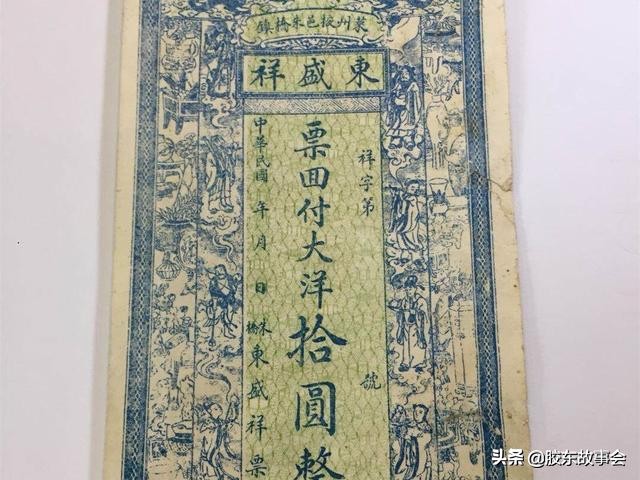 萊州掖邑朱橋鎮
東盛祥
祥字第 號
票囬付大洋拾圓整
中華民國 年 月 日 朱橋東盛祥票
头条 @胶东故事会